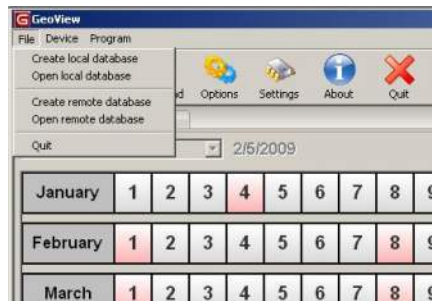 GeoView
File Device Program
Create local database
Open local database
Create remote database
Open remote database
Quit
Options Settings About Quit
2/5/2009
January 1 2 3 4 5 6 7 8
February 1 2 3 4 5 6 7 8
March 1 2 3 4 5 6 7 8